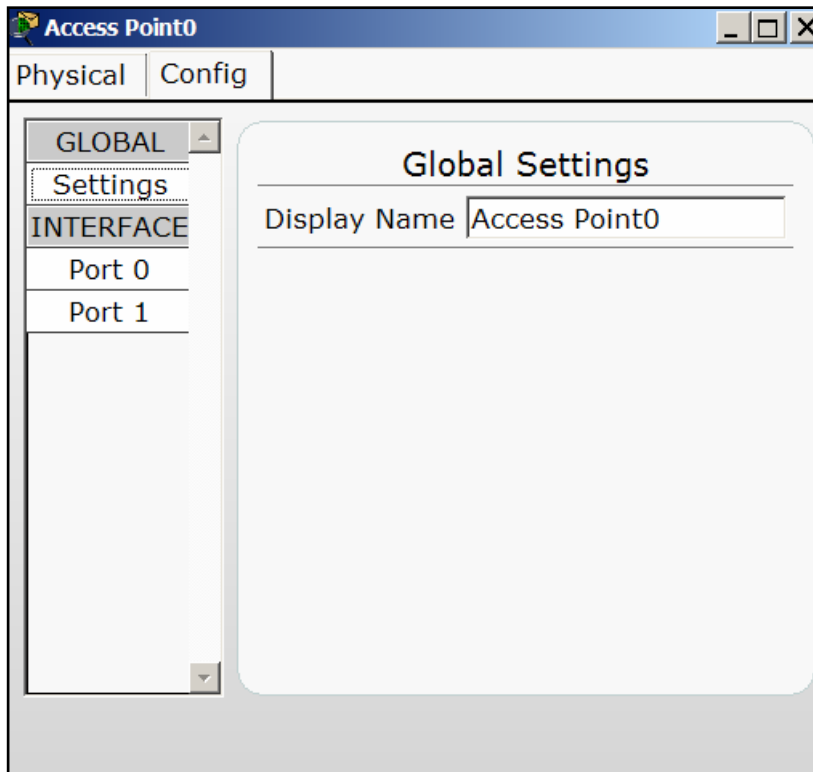 Access Point0
Physical Config
GLOBAL
Settings
INTERFACE
Port 0
Port 1
Global Settings
Display Name Access Point0